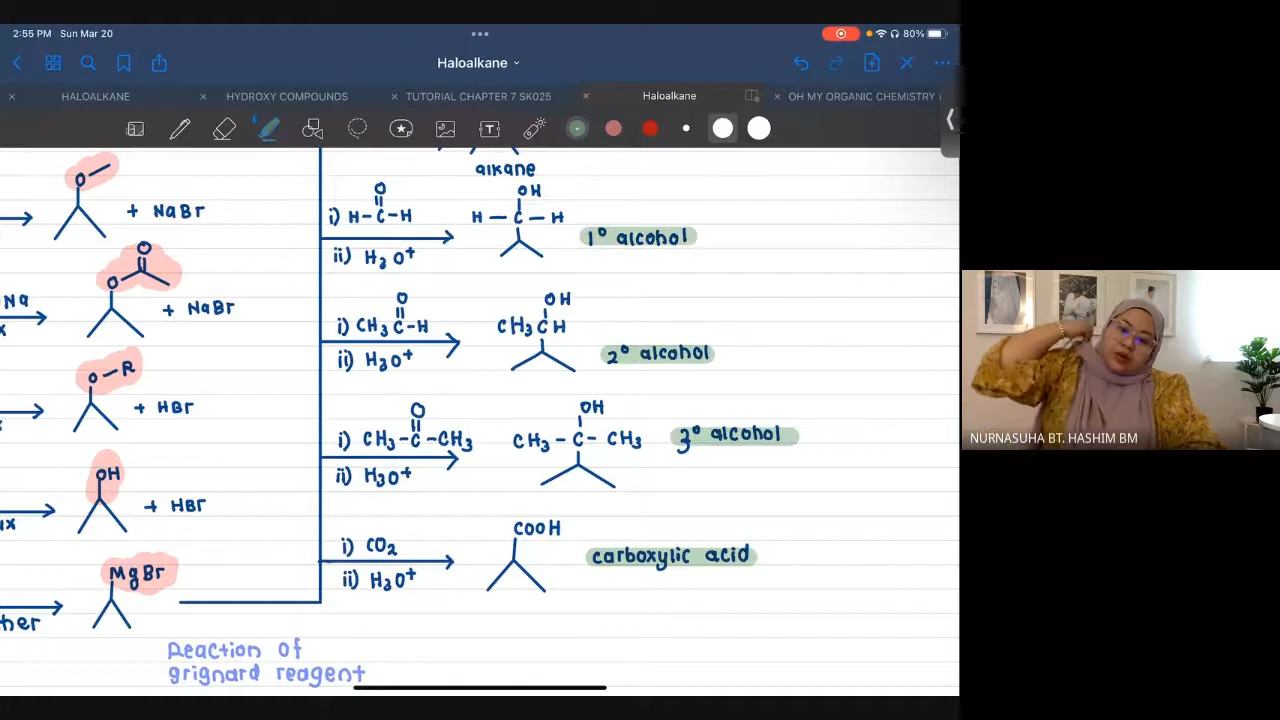 2:55 PM Sun Mar 20
80%
Haloalkane
HALOALKANE
HYDROXY COMPOUNDS
TUTORIAL CHAPTER 7 SK025
Haloalkane
OH MY ORGANIC CHEMISTRY
alkane
O
+ NaBr
O
i) H-C-H
ii) H3O+
OH
H — C — H
1° alcohol
O
O
Na
x
+ NaBr
O
i) CH3C-H
ii) H3O+
OH
CH3CH
2° alcohol
O-R
+ HBr
O
i) CH3-C-CH3
ii) H3O+
OH
CH3-C-CH3
3° alcohol
OH
ux
+ HBr
i) CO2
ii) H3O+
COOH
carboxylic acid
MgBr
ther
Reaction of
grignard reagent
NURNASUHA BT. HASHIM BM